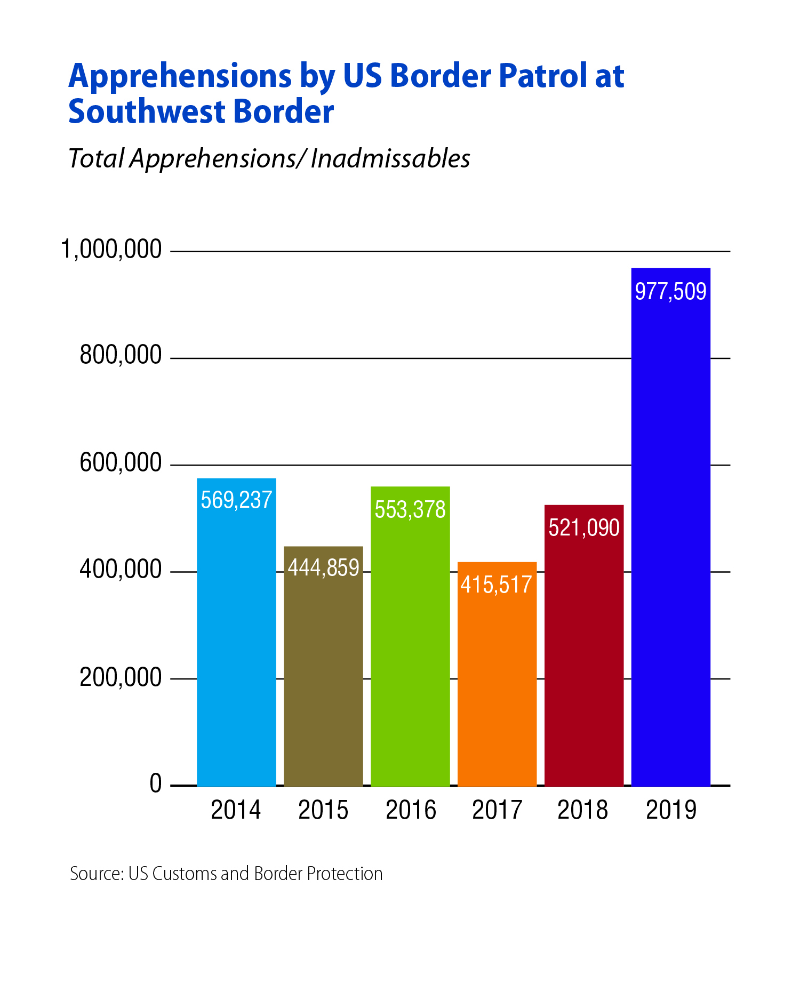 Apprehensions by US Border Patrol at
Southwest Border
Total Apprehensions/ Inadmissables
1,000,000
977,509
800,000
600,000
569,237
553,378
521,090
444,859
400,000
415,517
200,000
0
2014 2015 2016 2017 2018 2019
Source: US Customs and Border Protection